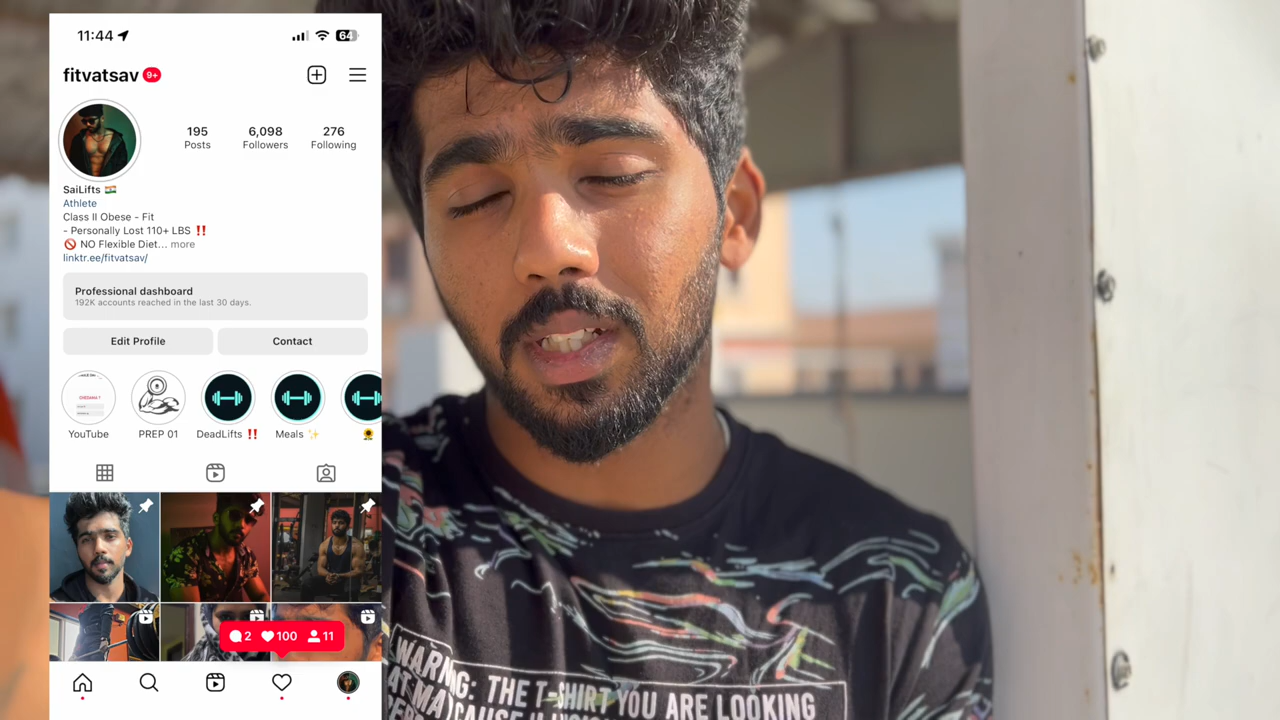 11:44
64
fitvatsav 9+
195 6,098 276
Posts Followers Following
SaiLifts
Athlete
Class II Obese - Fit
- Personally Lost 110+ LBS ‼️
🚫 NO Flexible Diet... more
linktr.ee/fitvatsav/
Professional dashboard
192K accounts reached in the last 30 days.
Edit Profile Contact
YouTube PREP 01 DeadLifts ‼️ Meals ✨ 🌻
2 100 11
WARNING: THE T-SHIRT YOU ARE LOOKING